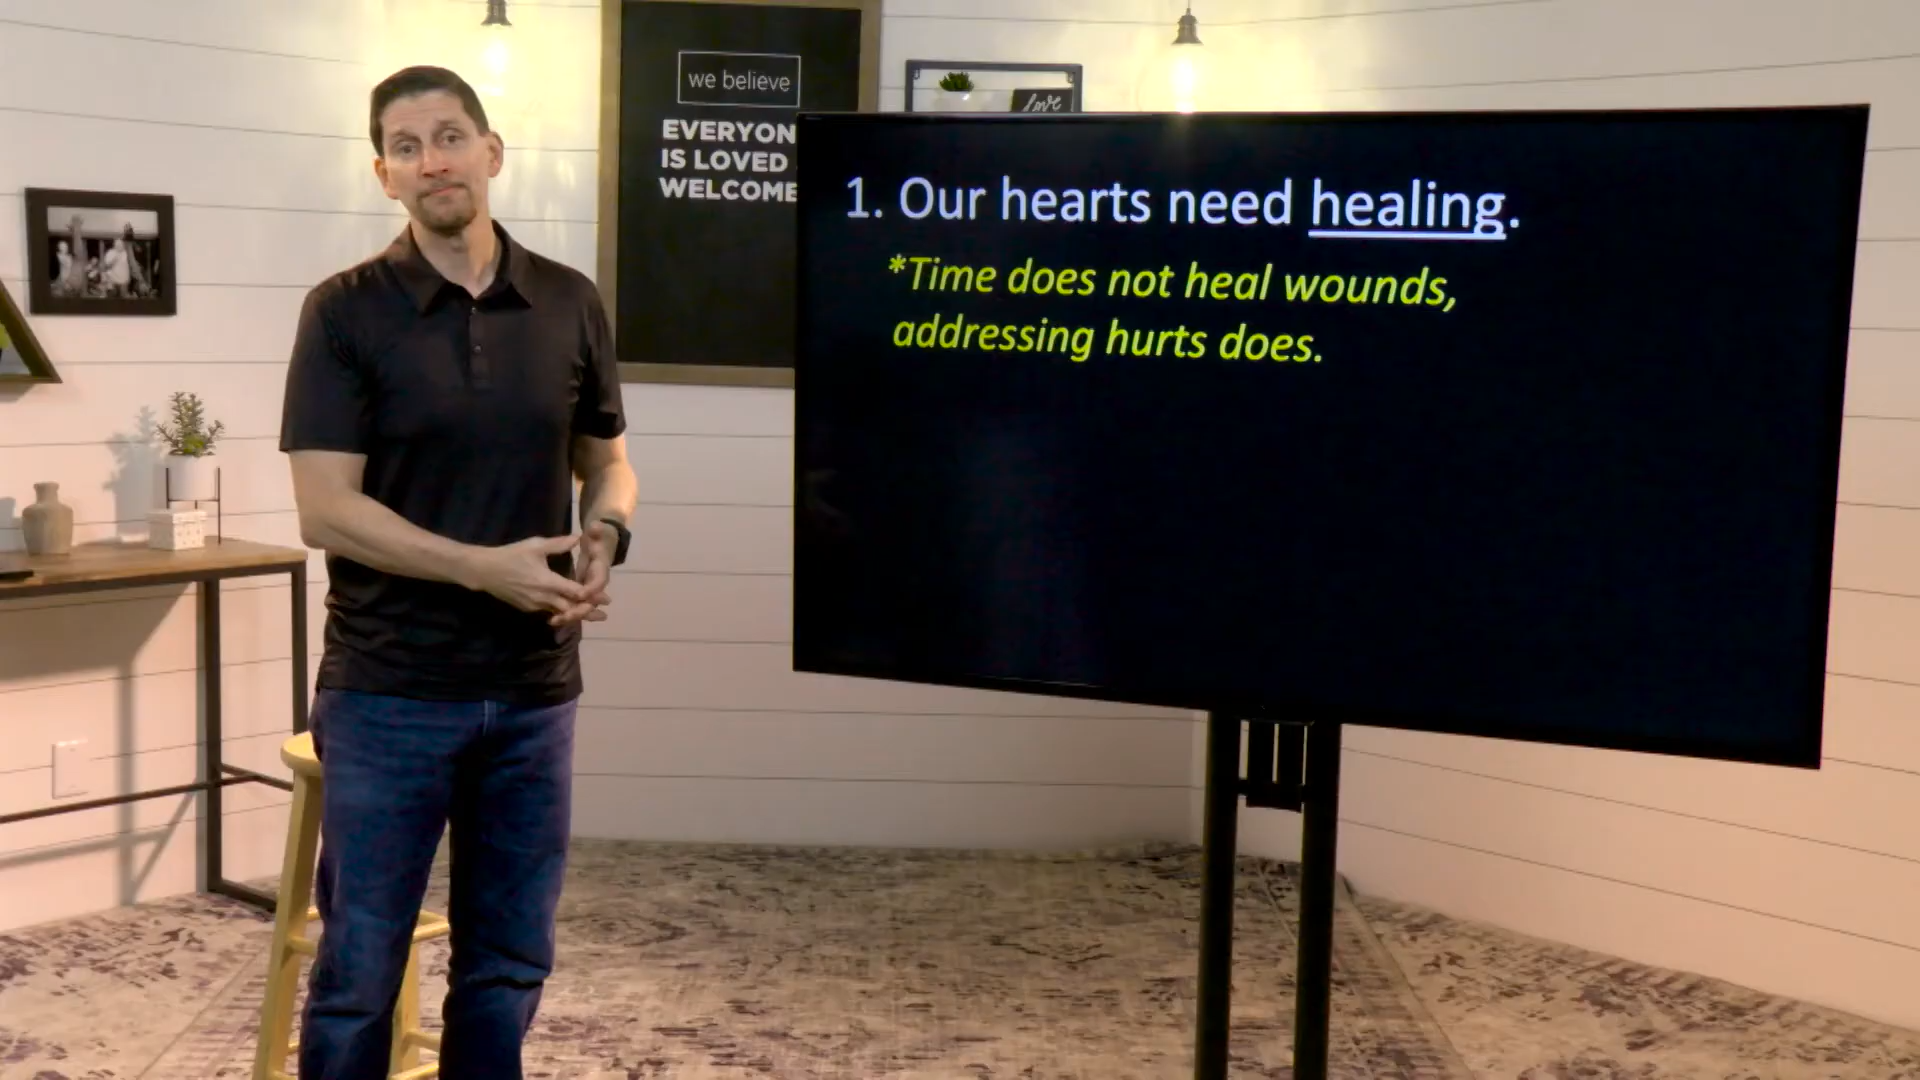 we believe
EVERYON
IS LOVED
WELCOME
love
1. Our hearts need healing.
*Time does not heal wounds,
addressing hurts does.